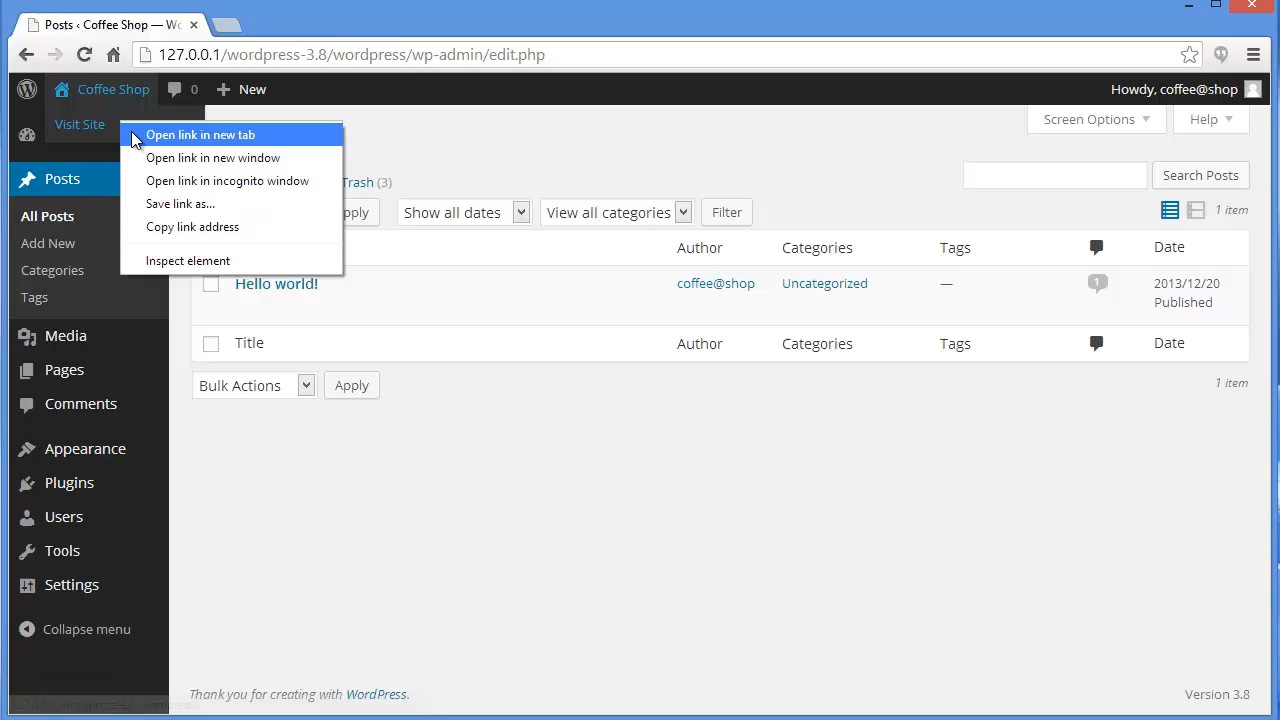 Posts ‹ Coffee Shop — Wo
127.0.0.1/wordpress-3.8/wordpress/wp-admin/edit.php
Coffee Shop 0 New Howdy, coffee@shop
Visit Site
Screen Options Help
Open link in new tab
Open link in new window
Open link in incognito window
Save link as...
Copy link address
Inspect element
Posts
All Posts
Add New
Categories
Tags
Media
Pages
Comments
Appearance
Plugins
Users
Tools
Settings
Collapse menu
Trash (3)
Search Posts
Show all dates View all categories Filter
1 item
Author Categories Tags Date
Hello world! coffee@shop Uncategorized — 1 2013/12/20
Published
Title Author Categories Tags Date
Bulk Actions Apply
1 item
Thank you for creating with WordPress.
Version 3.8